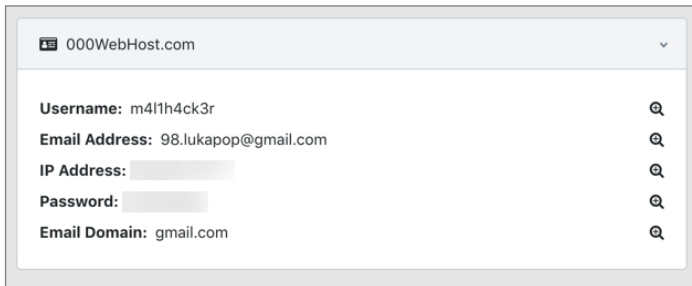 000WebHost.com
Username: m4l1h4ck3r
Email Address: 98.lukapop@gmail.com
IP Address:
Password:
Email Domain: gmail.com